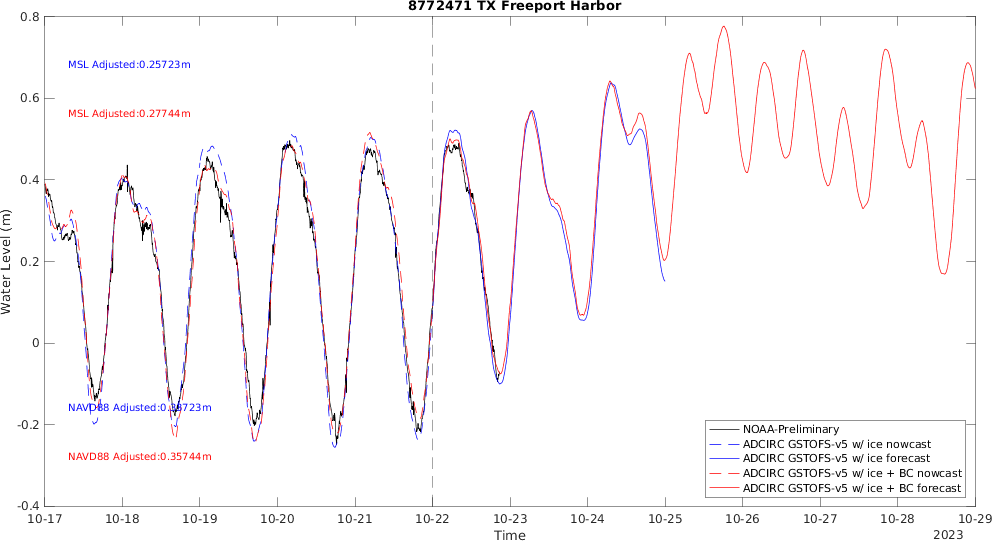 8772471 TX Freeport Harbor
0.8
MSL Adjusted:0.25723m
0.6
MSL Adjusted:0.27744m
0.4
Water Level (m)
0.2
0
NAVD88 Adjusted:0.33723m
-0.2
NAVD88 Adjusted:0.35744m
-0.4
NOAA-Preliminary
ADCIRC GSTOFS-v5 w/ ice nowcast
ADCIRC GSTOFS-v5 w/ ice forecast
ADCIRC GSTOFS-v5 w/ ice + BC nowcast
ADCIRC GSTOFS-v5 w/ ice + BC forecast
10-17 10-18 10-19 10-20 10-21 10-22 10-23 10-24 10-25 10-26 10-27 10-28 10-29
Time
2023